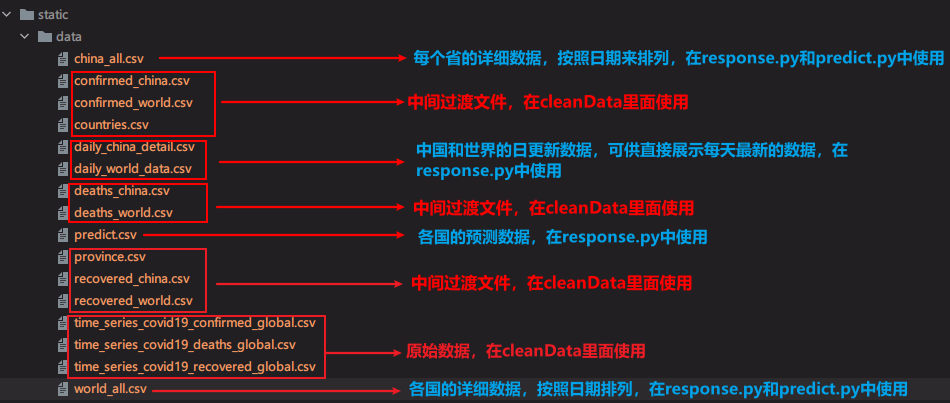 static
data
china_all.csv
每个省的详细数据，按照日期来排列，在response.py和predict.py中使用
confirmed_china.csv
confirmed_world.csv
中间过渡文件，在cleanData里面使用
countries.csv
daily_china_detail.csv
中国和世界的日更新数据，可供直接展示每天最新的数据，在
daily_world_data.csv
response.py中使用
deaths_china.csv
deaths_world.csv
中间过渡文件，在cleanData里面使用
predict.csv
各国的预测数据，在response.py中使用
province.csv
recovered_china.csv
中间过渡文件，在cleanData里面使用
recovered_world.csv
time_series_covid19_confirmed_global.csv
time_series_covid19_deaths_global.csv
原始数据，在cleanData里面使用
time_series_covid19_recovered_global.csv
world_all.csv
各国的详细数据，按照日期排列，在response.py和predict.py中使用